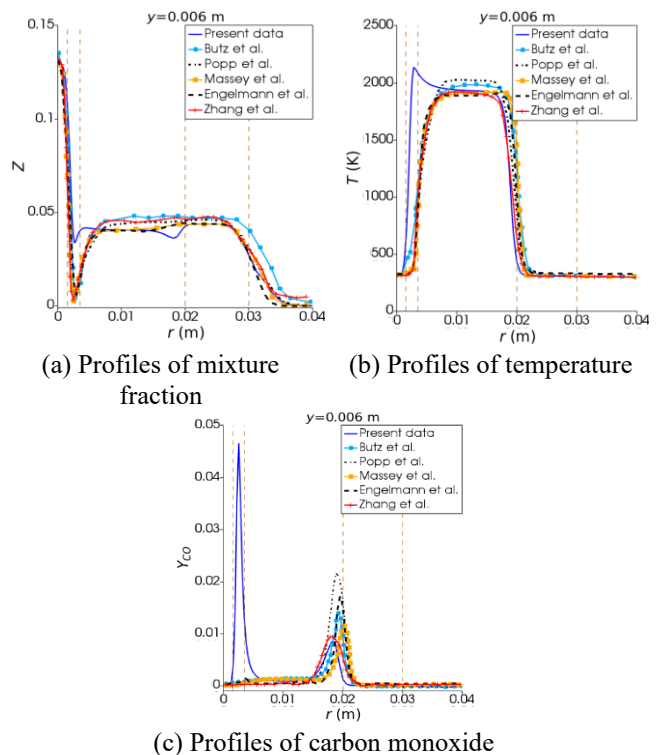 y=0.006 m
Present data
Butz et al.
Popp et al.
Massey et al.
Engelmann et al.
Zhang et al.
0.15
0.10
0.05
0
Z
0 0.01 0.02 0.03 0.04
r (m)
(a) Profiles of mixture
fraction
y=0.006 m
Present data
Butz et al.
Popp et al.
Massey et al.
Engelmann et al.
Zhang et al.
2500
2000
1500
1000
500
0
T (K)
0 0.01 0.02 0.03 0.04
r (m)
(b) Profiles of temperature
y=0.006 m
Present data
Butz et al.
Popp et al.
Massey et al.
Engelmann et al.
Zhang et al.
0.05
0.04
0.03
0.02
0.01
0
Y_CO
0 0.01 0.02 0.03 0.04
r (m)
(c) Profiles of carbon monoxide